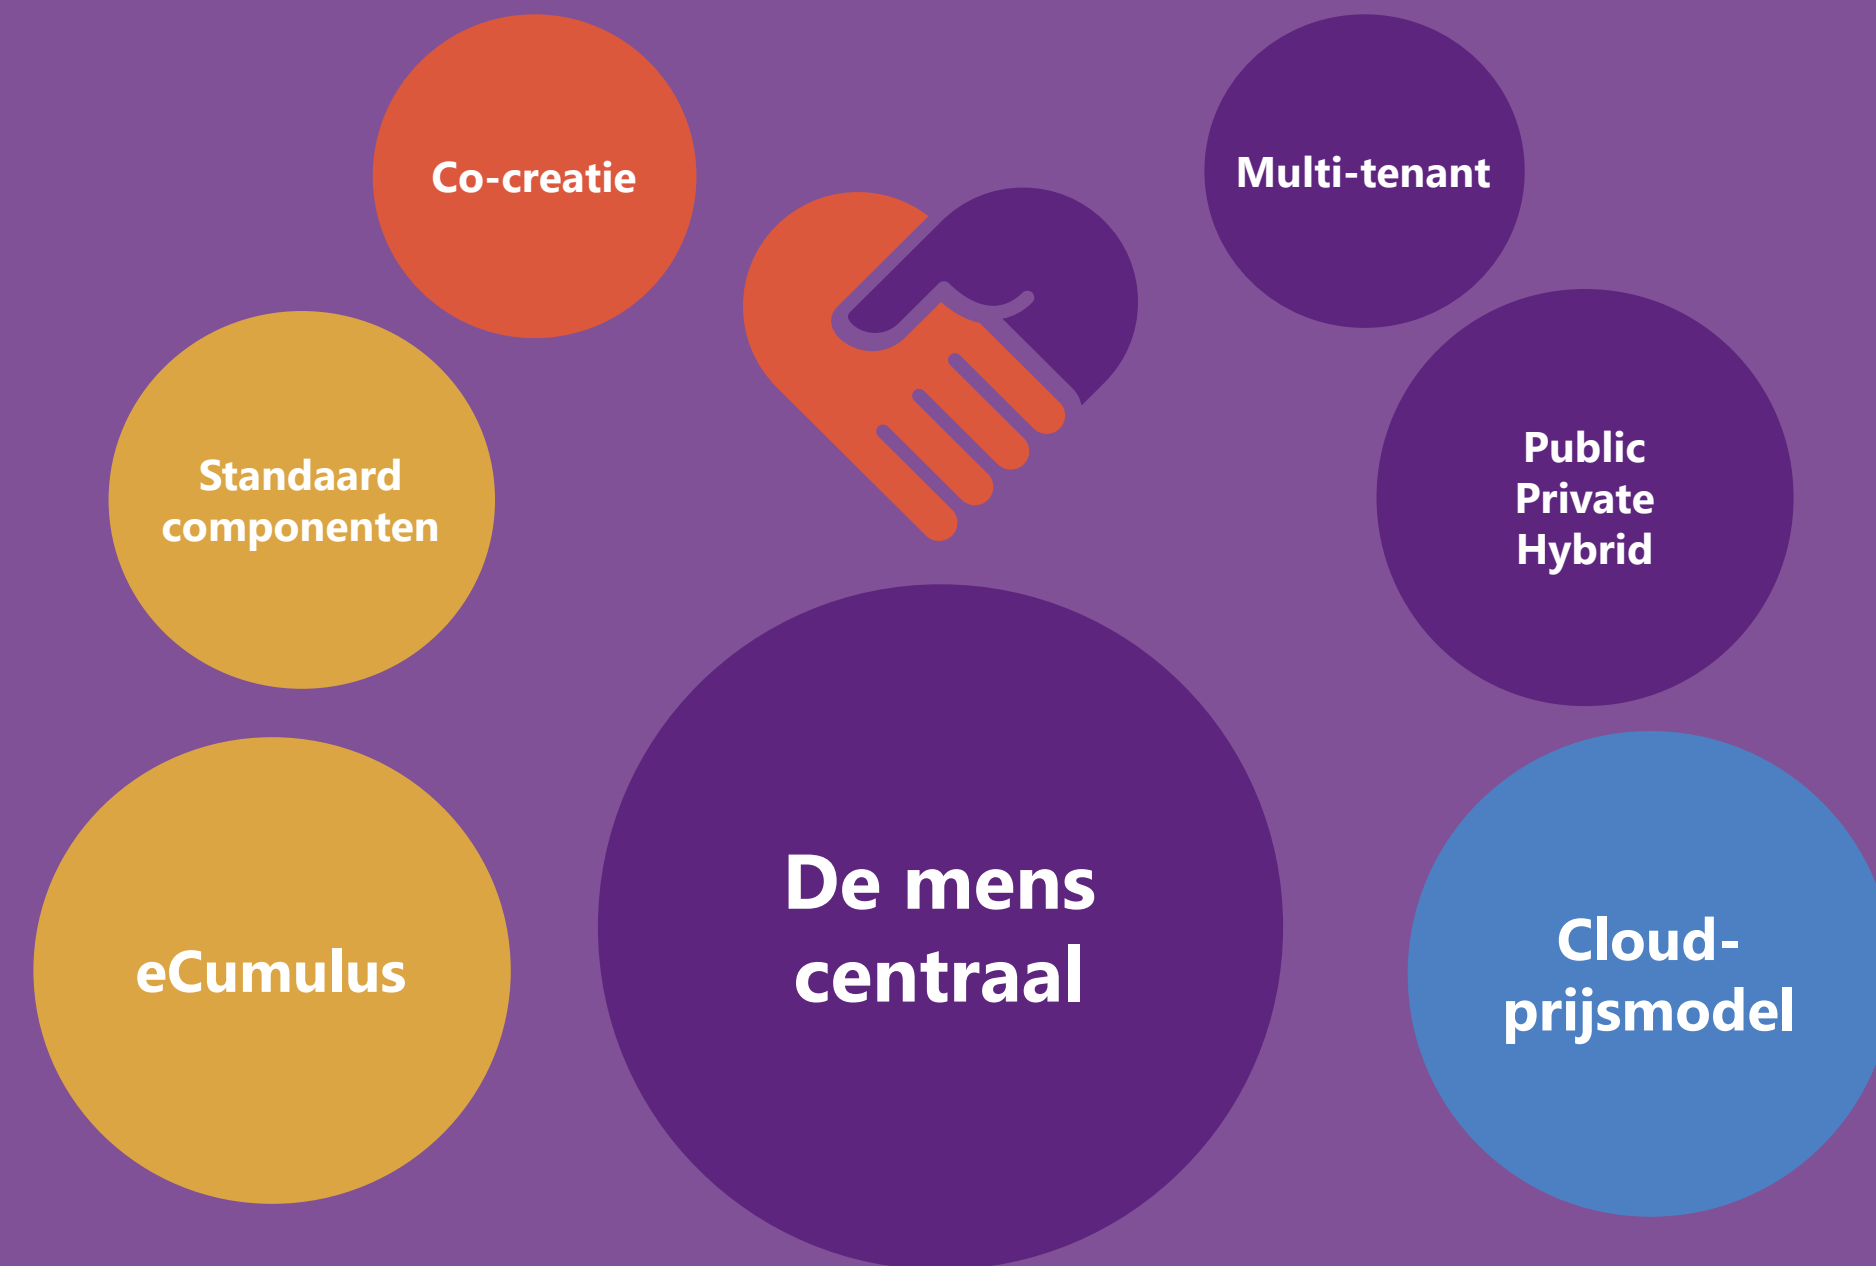 Co-creatie
Multi-tenant
Standaard
componenten
Public
Private
Hybrid
eCumulus
De mens
centraal
Cloud-
prijsmodel